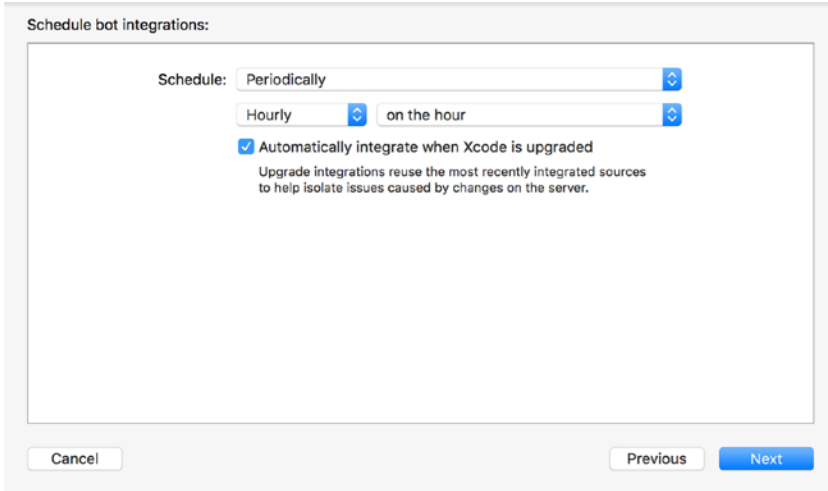 Schedule bot integrations:
Schedule: Periodically
Hourly on the hour
Automatically integrate when Xcode is upgraded
Upgrade integrations reuse the most recently integrated sources
to help isolate issues caused by changes on the server.
Cancel Previous Next